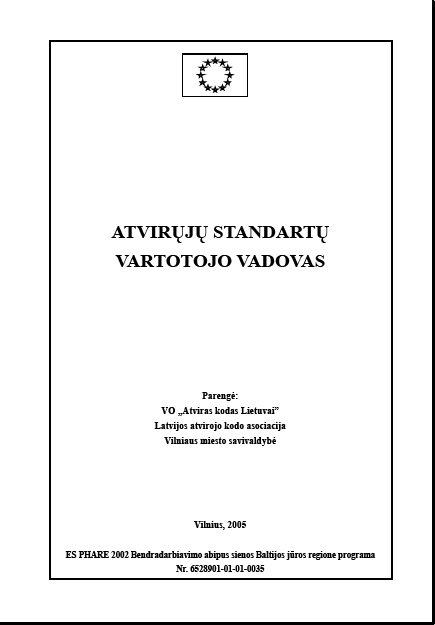 ATVIRŲJŲ STANDARTŲ
VARTOTOJO VADOVAS
Parengė:
VO „Atviras kodas Lietuvai”
Latvijos atvirojo kodo asociacija
Vilniaus miesto savivaldybė
Vilnius, 2005
ES PHARE 2002 Bendradarbiavimo abipus sienos Baltijos jūros regione programa
Nr. 6528901-01-01-0035